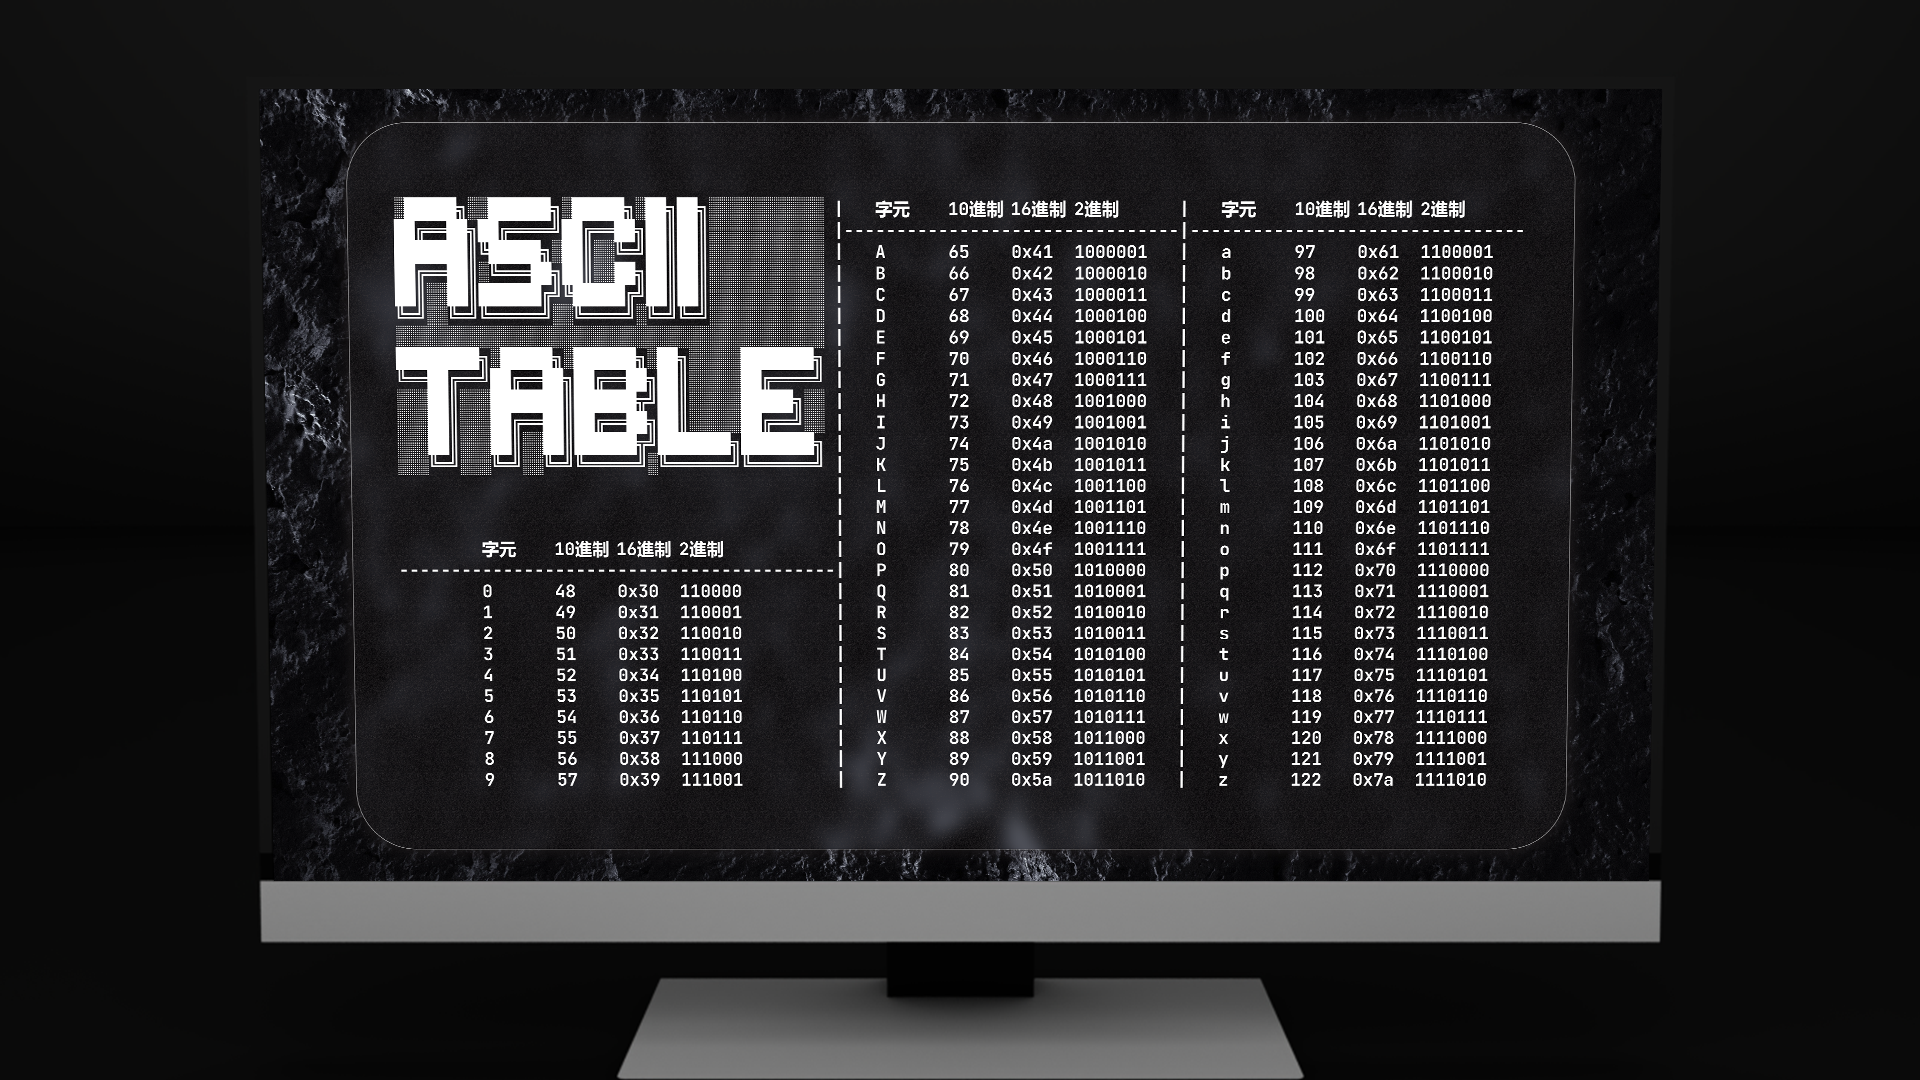 ASCII
TABLE
字元 10進制 16進制 2進制
0 48 0x30 110000
1 49 0x31 110001
2 50 0x32 110010
3 51 0x33 110011
4 52 0x34 110100
5 53 0x35 110101
6 54 0x36 110110
7 55 0x37 110111
8 56 0x38 111000
9 57 0x39 111001
字元 10進制 16進制 2進制
A 65 0x41 1000001
B 66 0x42 1000010
C 67 0x43 1000011
D 68 0x44 1000100
E 69 0x45 1000101
F 70 0x46 1000110
G 71 0x47 1000111
H 72 0x48 1001000
I 73 0x49 1001001
J 74 0x4a 1001010
K 75 0x4b 1001011
L 76 0x4c 1001100
M 77 0x4d 1001101
N 78 0x4e 1001110
O 79 0x4f 1001111
P 80 0x50 1010000
Q 81 0x51 1010001
R 82 0x52 1010010
S 83 0x53 1010011
T 84 0x54 1010100
U 85 0x55 1010101
V 86 0x56 1010110
W 87 0x57 1010111
X 88 0x58 1011000
Y 89 0x59 1011001
Z 90 0x5a 1011010
字元 10進制 16進制 2進制
a 97 0x61 1100001
b 98 0x62 1100010
c 99 0x63 1100011
d 100 0x64 1100100
e 101 0x65 1100101
f 102 0x66 1100110
g 103 0x67 1100111
h 104 0x68 1101000
i 105 0x69 1101001
j 106 0x6a 1101010
k 107 0x6b 1101011
l 108 0x6c 1101100
m 109 0x6d 1101101
n 110 0x6e 1101110
o 111 0x6f 1101111
p 112 0x70 1110000
q 113 0x71 1110001
r 114 0x72 1110010
s 115 0x73 1110011
t 116 0x74 1110100
u 117 0x75 1110101
v 118 0x76 1110110
w 119 0x77 1110111
x 120 0x78 1111000
y 121 0x79 1111001
z 122 0x7a 1111010